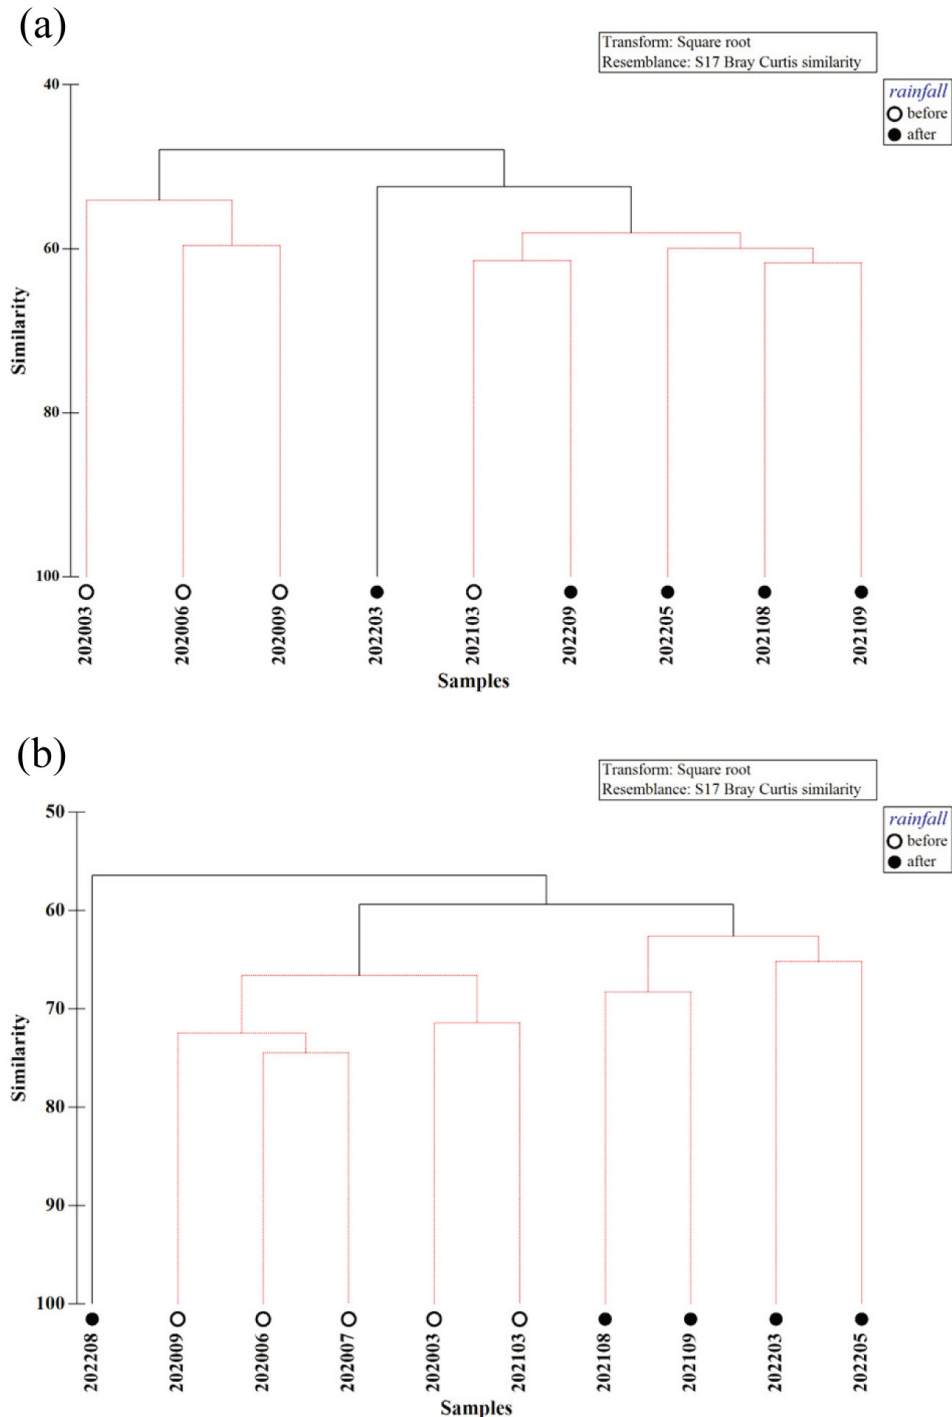 (a)
Transform: Square root
Resemblance: S17 Bray Curtis similarity
rainfall
before
after
40
60
80
100
Similarity
202003
202006
202009
202203
202103
202209
202205
202108
202109
Samples
(b)
Transform: Square root
Resemblance: S17 Bray Curtis similarity
rainfall
before
after
50
60
70
80
90
100
Similarity
202208
202009
202006
202007
202003
202103
202108
202109
202203
202205
Samples